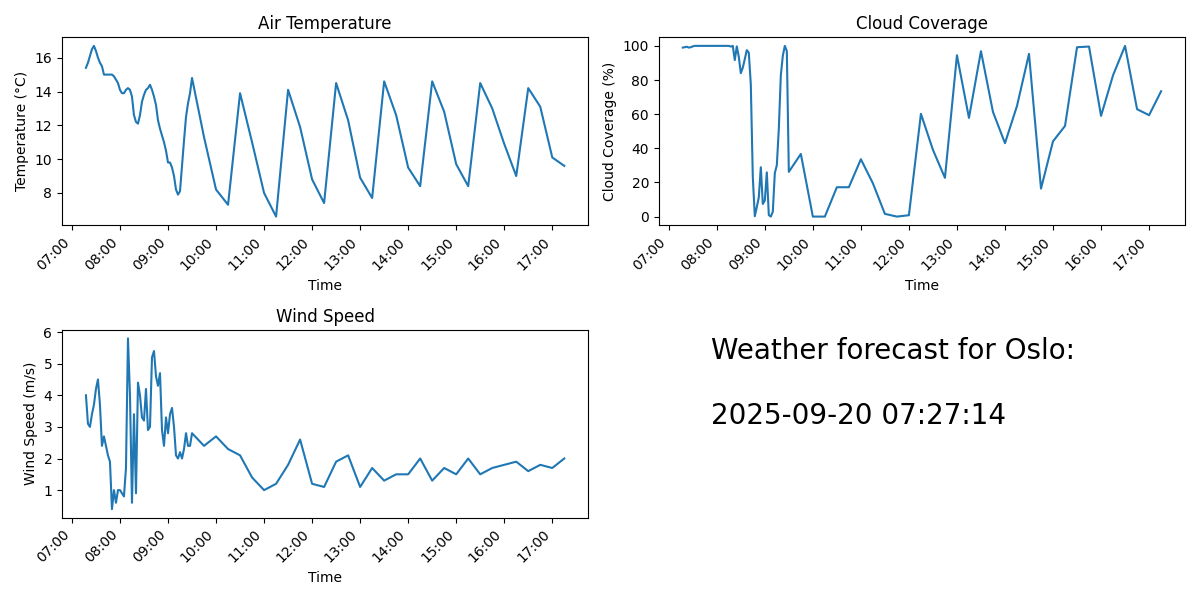 Air Temperature
Temperature (°C)
16
14
12
10
8
07:00 08:00 09:00 10:00 11:00 12:00 13:00 14:00 15:00 16:00 17:00
Time
Cloud Coverage
Cloud Coverage (%)
100
80
60
40
20
0
07:00 08:00 09:00 10:00 11:00 12:00 13:00 14:00 15:00 16:00 17:00
Time
Wind Speed
Wind Speed (m/s)
6
5
4
3
2
1
07:00 08:00 09:00 10:00 11:00 12:00 13:00 14:00 15:00 16:00 17:00
Time
Weather forecast for Oslo:
2025-09-20 07:27:14